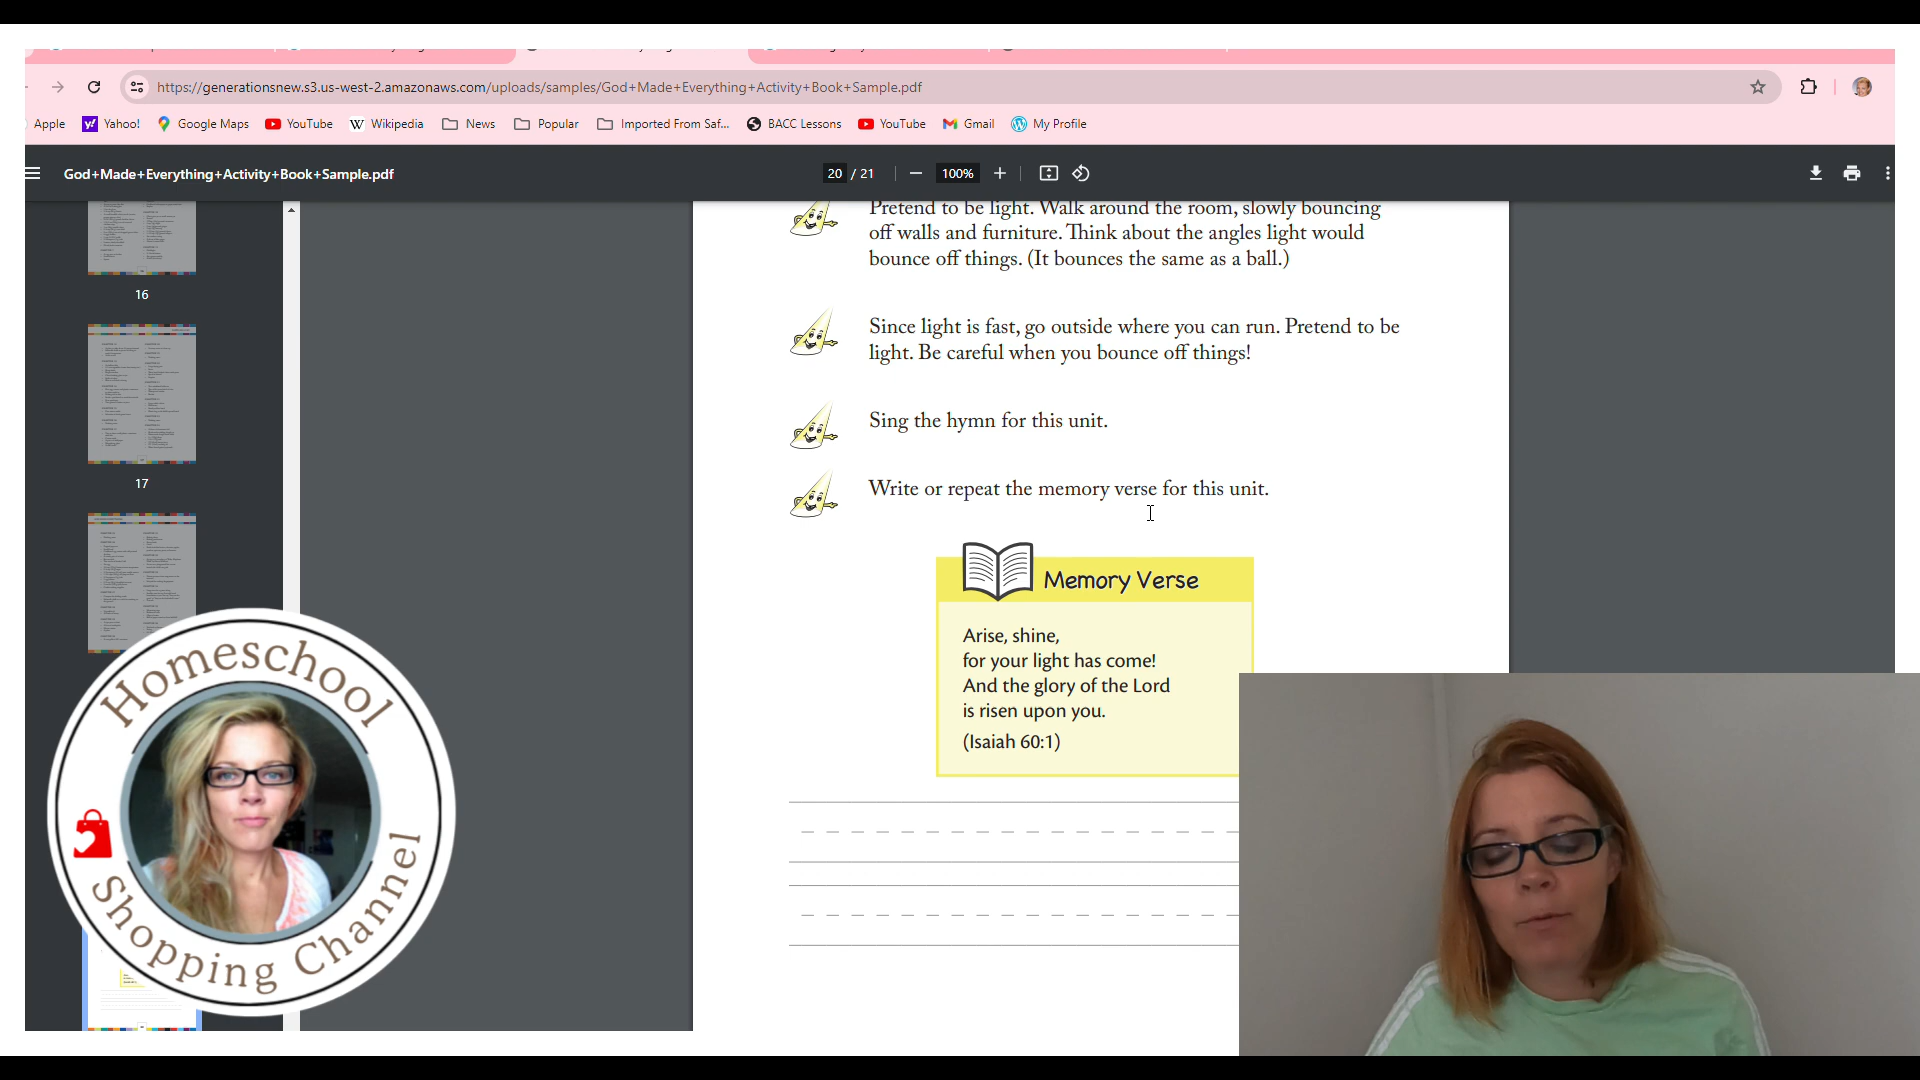 https://generationsnew.s3.us-west-2.amazonaws.com/uploads/samples/God+Made+Everything+Activity+Book+Sample.pdf
Apple Yahoo! Google Maps YouTube Wikipedia News Popular Imported From Saf... BACC Lessons YouTube Gmail My Profile
God+Made+Everything+Activity+Book+Sample.pdf 20 / 21 100%
Pretend to be light. Walk around the room, slowly bouncing
off walls and furniture. Think about the angles light would
bounce off things. (It bounces the same as a ball.)
16
Since light is fast, go outside where you can run. Pretend to be
light. Be careful when you bounce off things!
Sing the hymn for this unit.
17
Write or repeat the memory verse for this unit.
Memory Verse
Arise, shine,
for your light has come!
And the glory of the Lord
is risen upon you.
(Isaiah 60:1)
Homeschool
Shopping Channel